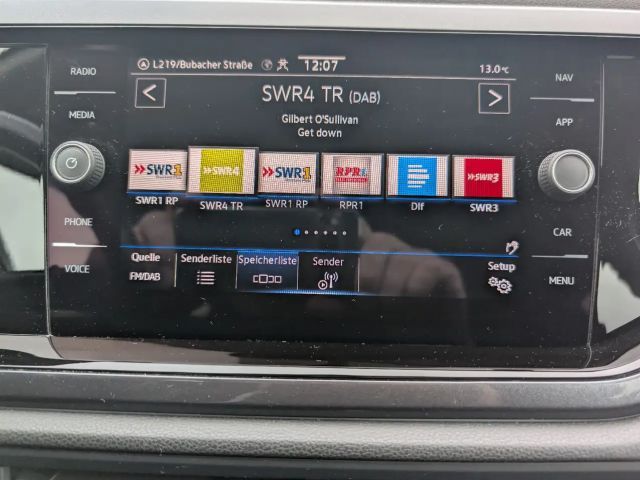 RADIO
MEDIA
PHONE
VOICE
L219/Bubacher Straße
12:07
13.0°C
SWR4 TR (DAB)
Gilbert O'Sullivan
Get down
SWR1
SWR4
SWR1
RPR1
SWR3
SWR1 RP
SWR4 TR
SWR1 RP
RPR1
Dlf
SWR3
Quelle
FM/DAB
Senderliste
Speicherliste
Sender
Setup
NAV
APP
CAR
MENU